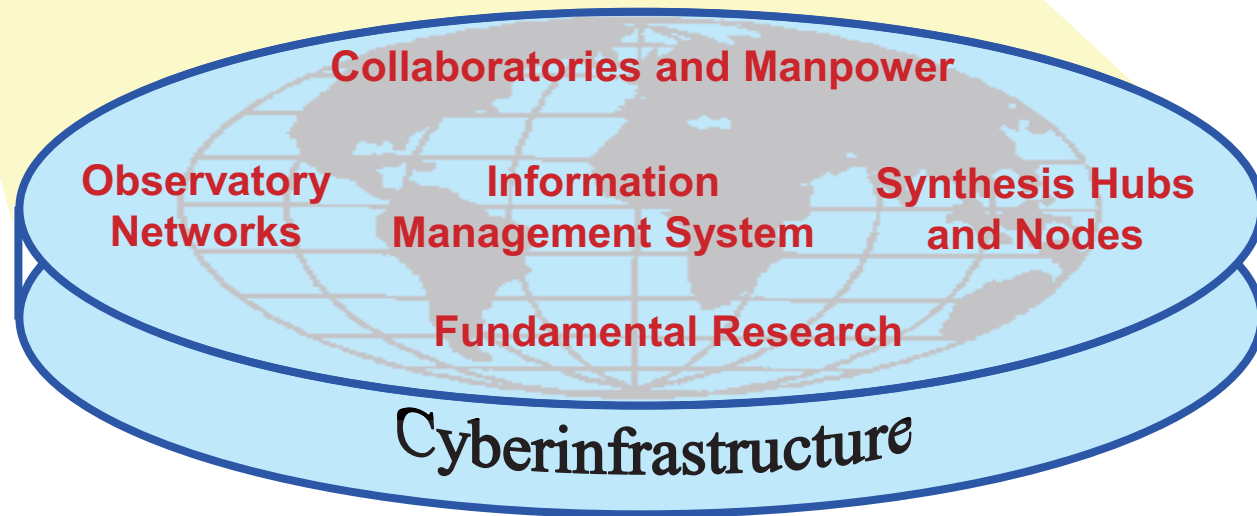 Collaboratories and Manpower
Observatory
Networks
Information
Management System
Synthesis Hubs
and Nodes
Fundamental Research
Cyberinfrastructure